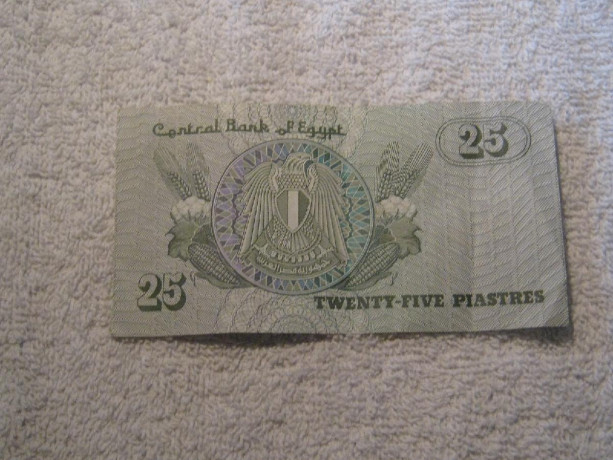 Central Bank of Egypt
25
25
TWENTY-FIVE PIASTRES